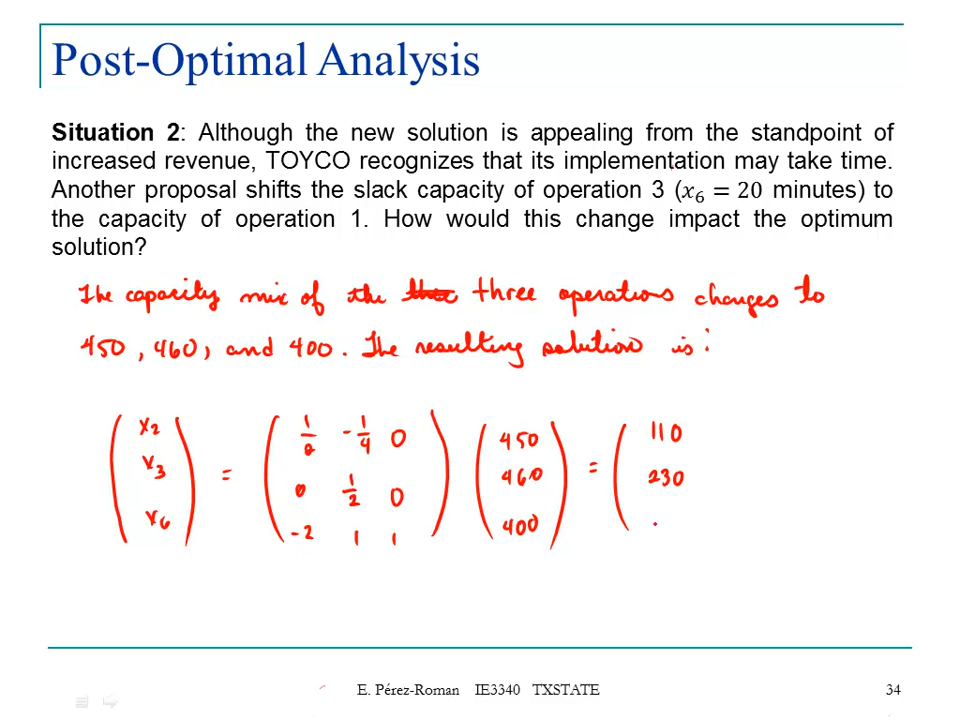 Post-Optimal Analysis
Situation 2: Although the new solution is appealing from the standpoint of
increased revenue, TOYCO recognizes that its implementation may take time.
Another proposal shifts the slack capacity of operation 3 (x₆ = 20 minutes) to
the capacity of operation 1. How would this change impact the optimum
solution?
The capacity mix of the three operations changes to
450, 460, and 400. The resulting solution is:
( x2 ) = ( 1/2 -1/4 0 ) ( 450 ) = ( 110
( x3 ) ( 0 1/2 0 ) ( 460 ) ( 230
( x6 ) ( -2 1 1 ) ( 400 ) (
E. Pérez-Roman IE3340 TXSTATE 34